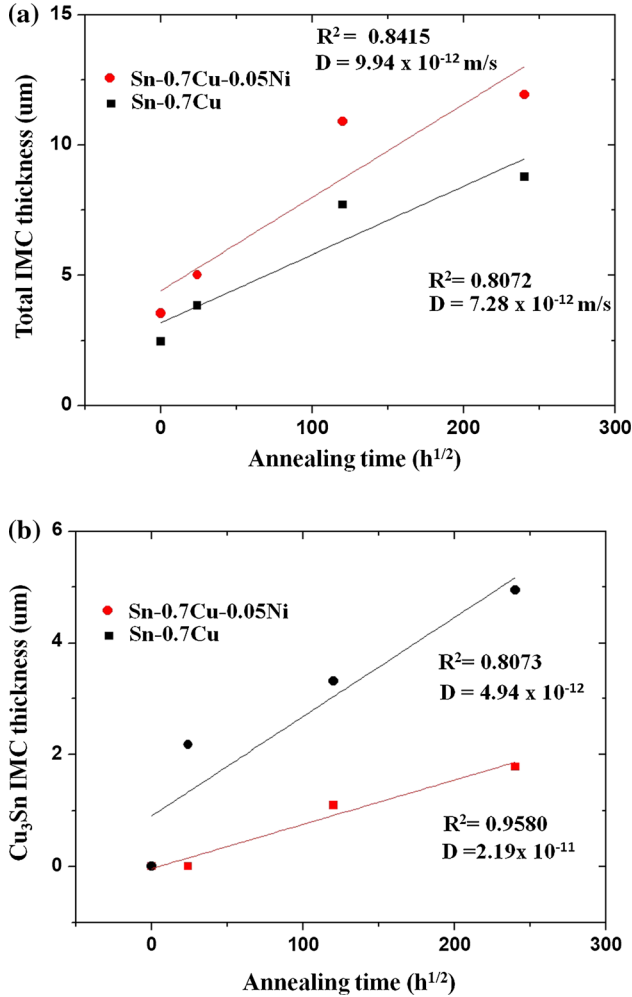 (a)
15
10
5
0
Total IMC thickness (um)
R² = 0.8415
D = 9.94 x 10⁻¹² m/s
Sn-0.7Cu-0.05Ni
Sn-0.7Cu
R²= 0.8072
D = 7.28 x 10⁻¹² m/s
0 100 200 300
Annealing time (h¹/²)
(b)
6
4
2
0
Cu₃Sn IMC thickness (um)
Sn-0.7Cu-0.05Ni
Sn-0.7Cu
R²= 0.8073
D = 4.94 x 10⁻¹²
R²= 0.9580
D =2.19x 10⁻¹¹
0 100 200 300
Annealing time (h¹/²)